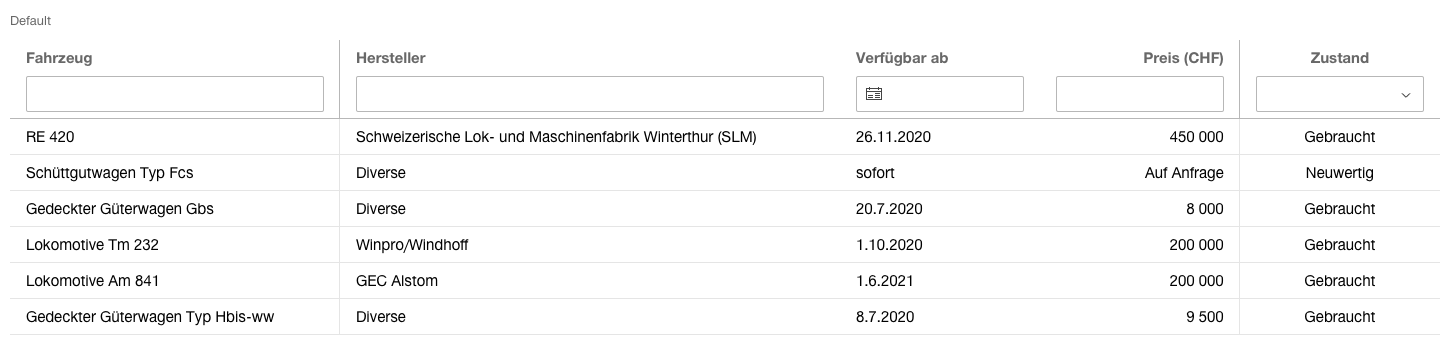 Default
Fahrzeug Hersteller Verfügbar ab Preis (CHF) Zustand
RE 420 Schweizerische Lok- und Maschinenfabrik Winterthur (SLM) 26.11.2020 450 000 Gebraucht
Schüttgutwagen Typ Fcs Diverse sofort Auf Anfrage Neuwertig
Gedeckter Güterwagen Gbs Diverse 20.7.2020 8 000 Gebraucht
Lokomotive Tm 232 Winpro/Windhoff 1.10.2020 200 000 Gebraucht
Lokomotive Am 841 GEC Alstom 1.6.2021 200 000 Gebraucht
Gedeckter Güterwagen Typ Hbis-ww Diverse 8.7.2020 9 500 Gebraucht